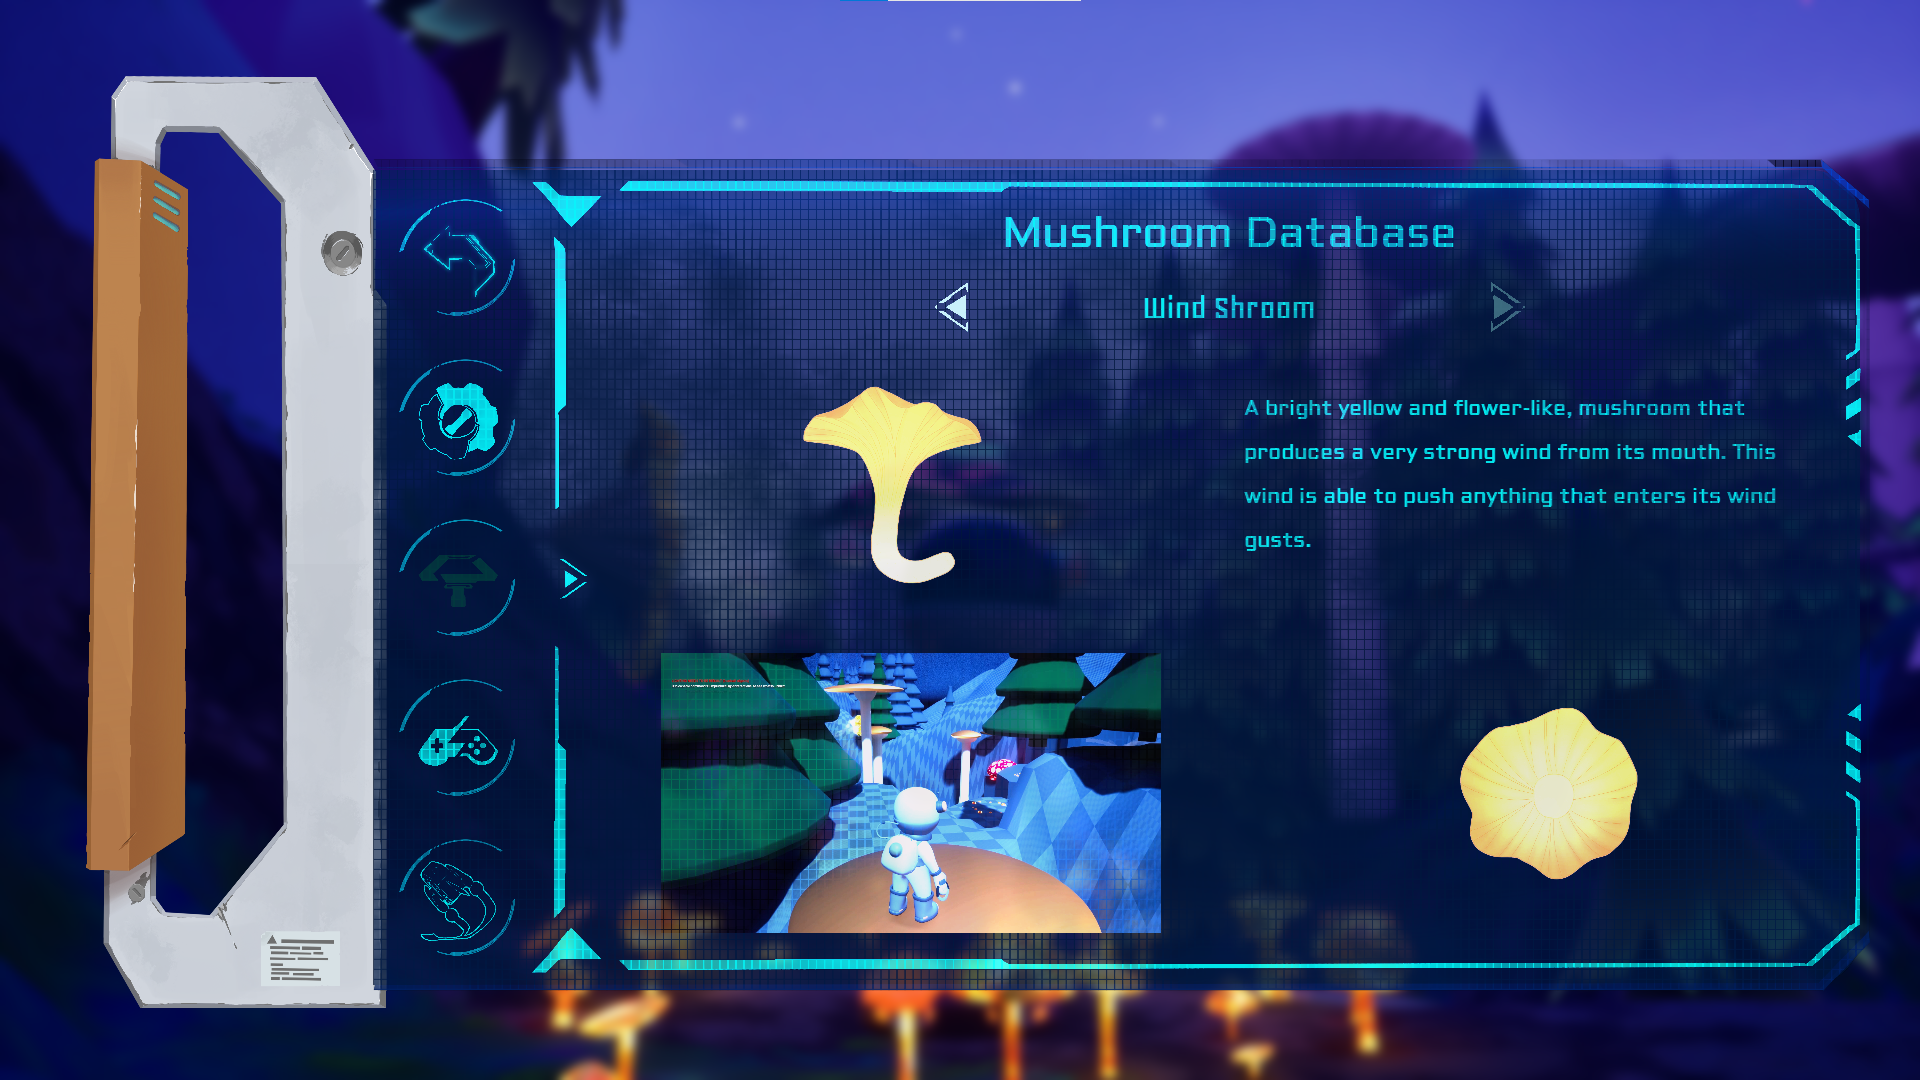 Mushroom Database
Wind Shroom
A bright yellow and flower-like, mushroom that
produces a very strong wind from its mouth. This
wind is able to push anything that enters its wind
gusts.